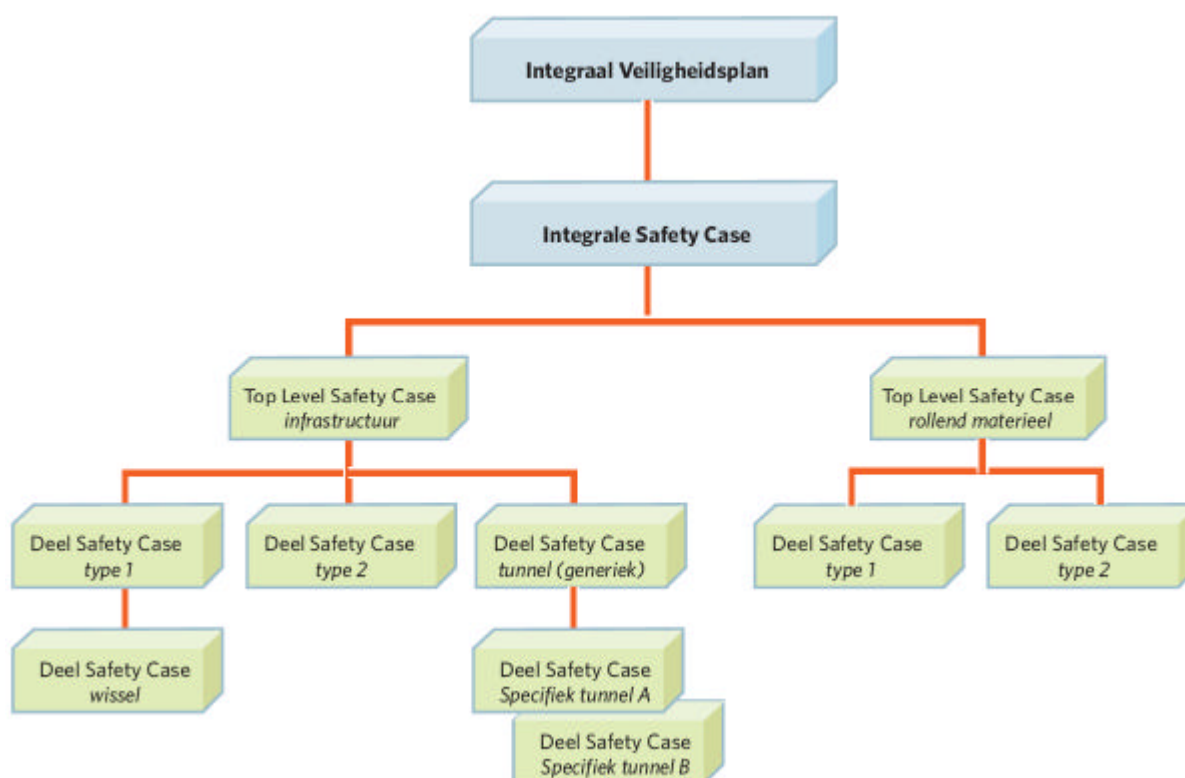 Integraal Veiligheidsplan
Integrale Safety Case
Top Level Safety Case
infrastructuur
Top Level Safety Case
rollend materieel
Deel Safety Case
type 1
Deel Safety Case
type 2
Deel Safety Case
tunnel (generiek)
Deel Safety Case
type 1
Deel Safety Case
type 2
Deel Safety Case
wissel
Deel Safety Case
Specifiek tunnel A
Deel Safety Case
Specifiek tunnel B